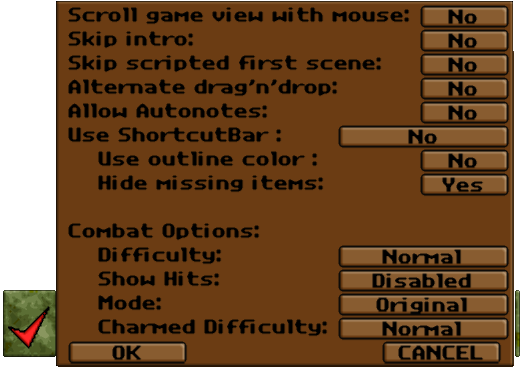 Scroll game view with mouse: No
Skip intro: No
Skip scripted first scene: No
Alternate drag'n'drop: No
Allow Autonotes: No
Use ShortcutBar : No
Use outline color : No
Hide missing items: Yes
Combat Options:
Difficulty: Normal
Show Hits: Disabled
Mode: Original
Charmed Difficulty: Normal
OK CANCEL